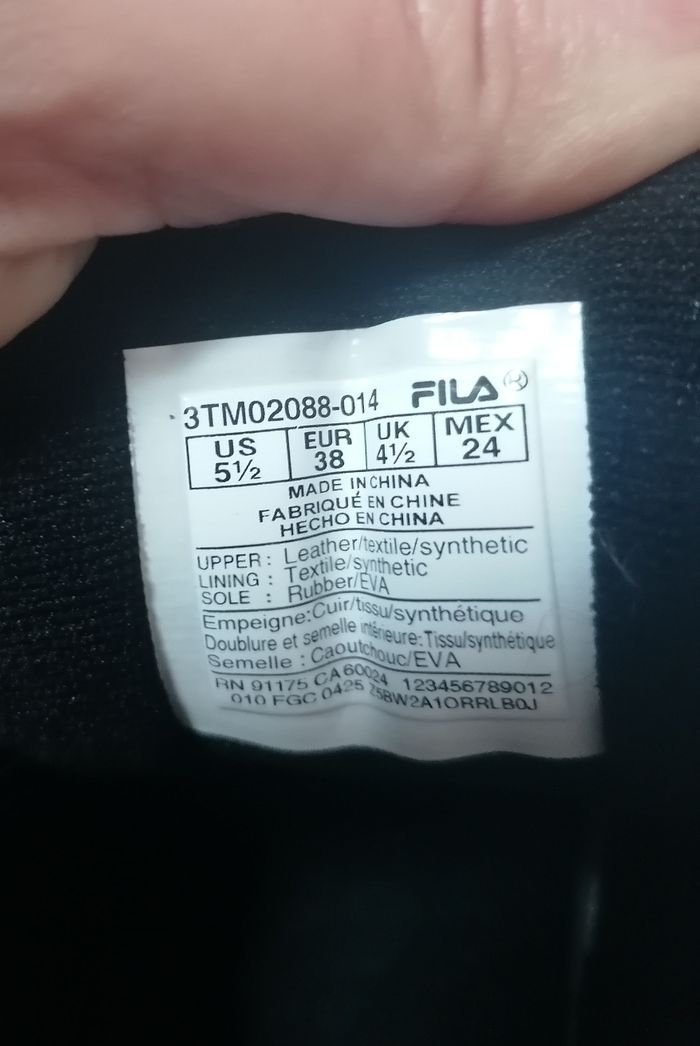 3TM02088-014 FILA ®
US EUR UK MEX
5½ 38 4½ 24
MADE IN CHINA
FABRIQUÉ EN CHINE
HECHO EN CHINA
UPPER : Leather/textile/synthetic
LINING : Textile/synthetic
SOLE : Rubber/EVA
Empeigne:Cuir/tissu/synthétique
Doublure et semelle intérieure:Tissu/synthétique
Semelle : Caoutchouc/EVA
RN 91175 CA 60024 123456789012
010 FGC 0425 Z5BW2A1ORRLB0J